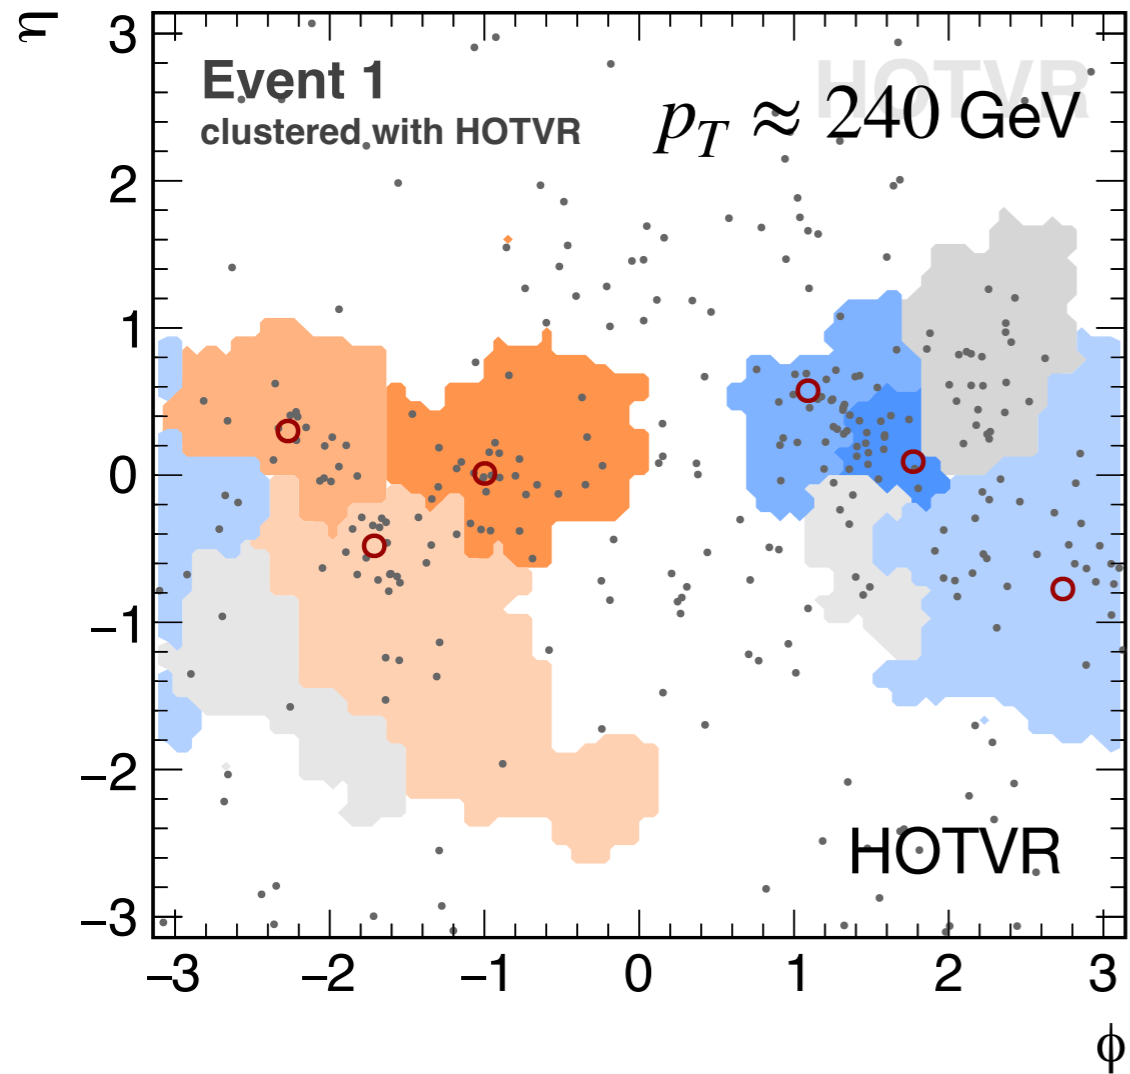 η
3
2
1
0
−1
−2
−3
Event 1
clustered with HOTVR
HOTVR
p_T ≈ 240 GeV
HOTVR
−3 −2 −1 0 1 2 3
ϕ